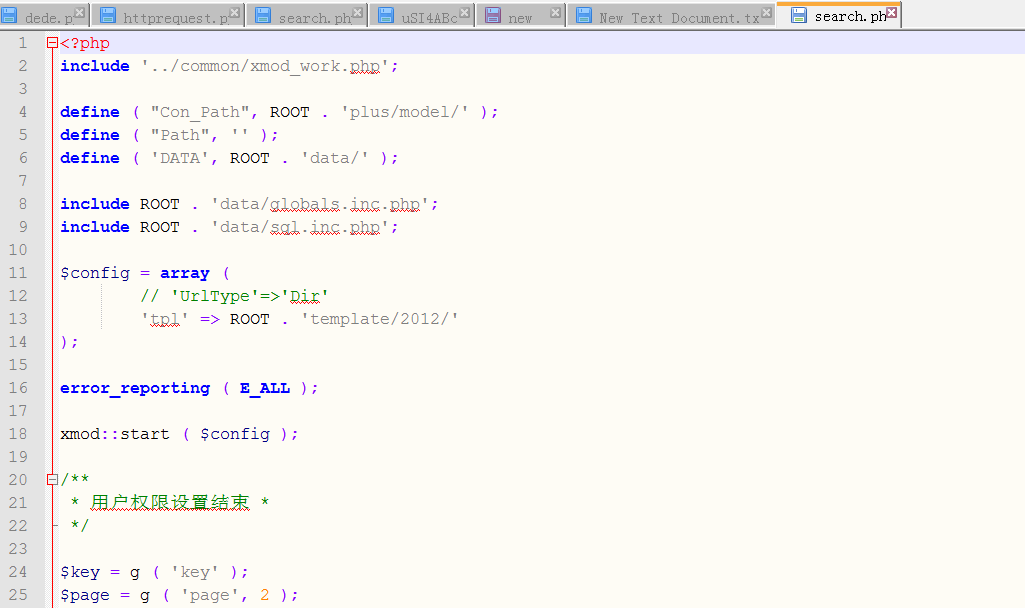 dede.p httprequest.p search.ph uSI4ABc new New Text Document.tx search.ph
1 <?php
2 include '../common/xmod_work.php';
3
4 define ( "Con_Path", ROOT . 'plus/model/' );
5 define ( "Path", '' );
6 define ( 'DATA', ROOT . 'data/' );
7
8 include ROOT . 'data/globals.inc.php';
9 include ROOT . 'data/sql.inc.php';
10
11 $config = array (
12 // 'UrlType'=>'Dir'
13 'tpl' => ROOT . 'template/2012/'
14 );
15
16 error_reporting ( E_ALL );
17
18 xmod::start ( $config );
19
20 /**
21 * 用户权限设置结束 *
22 */
23
24 $key = g ( 'key' );
25 $page = g ( 'page', 2 );